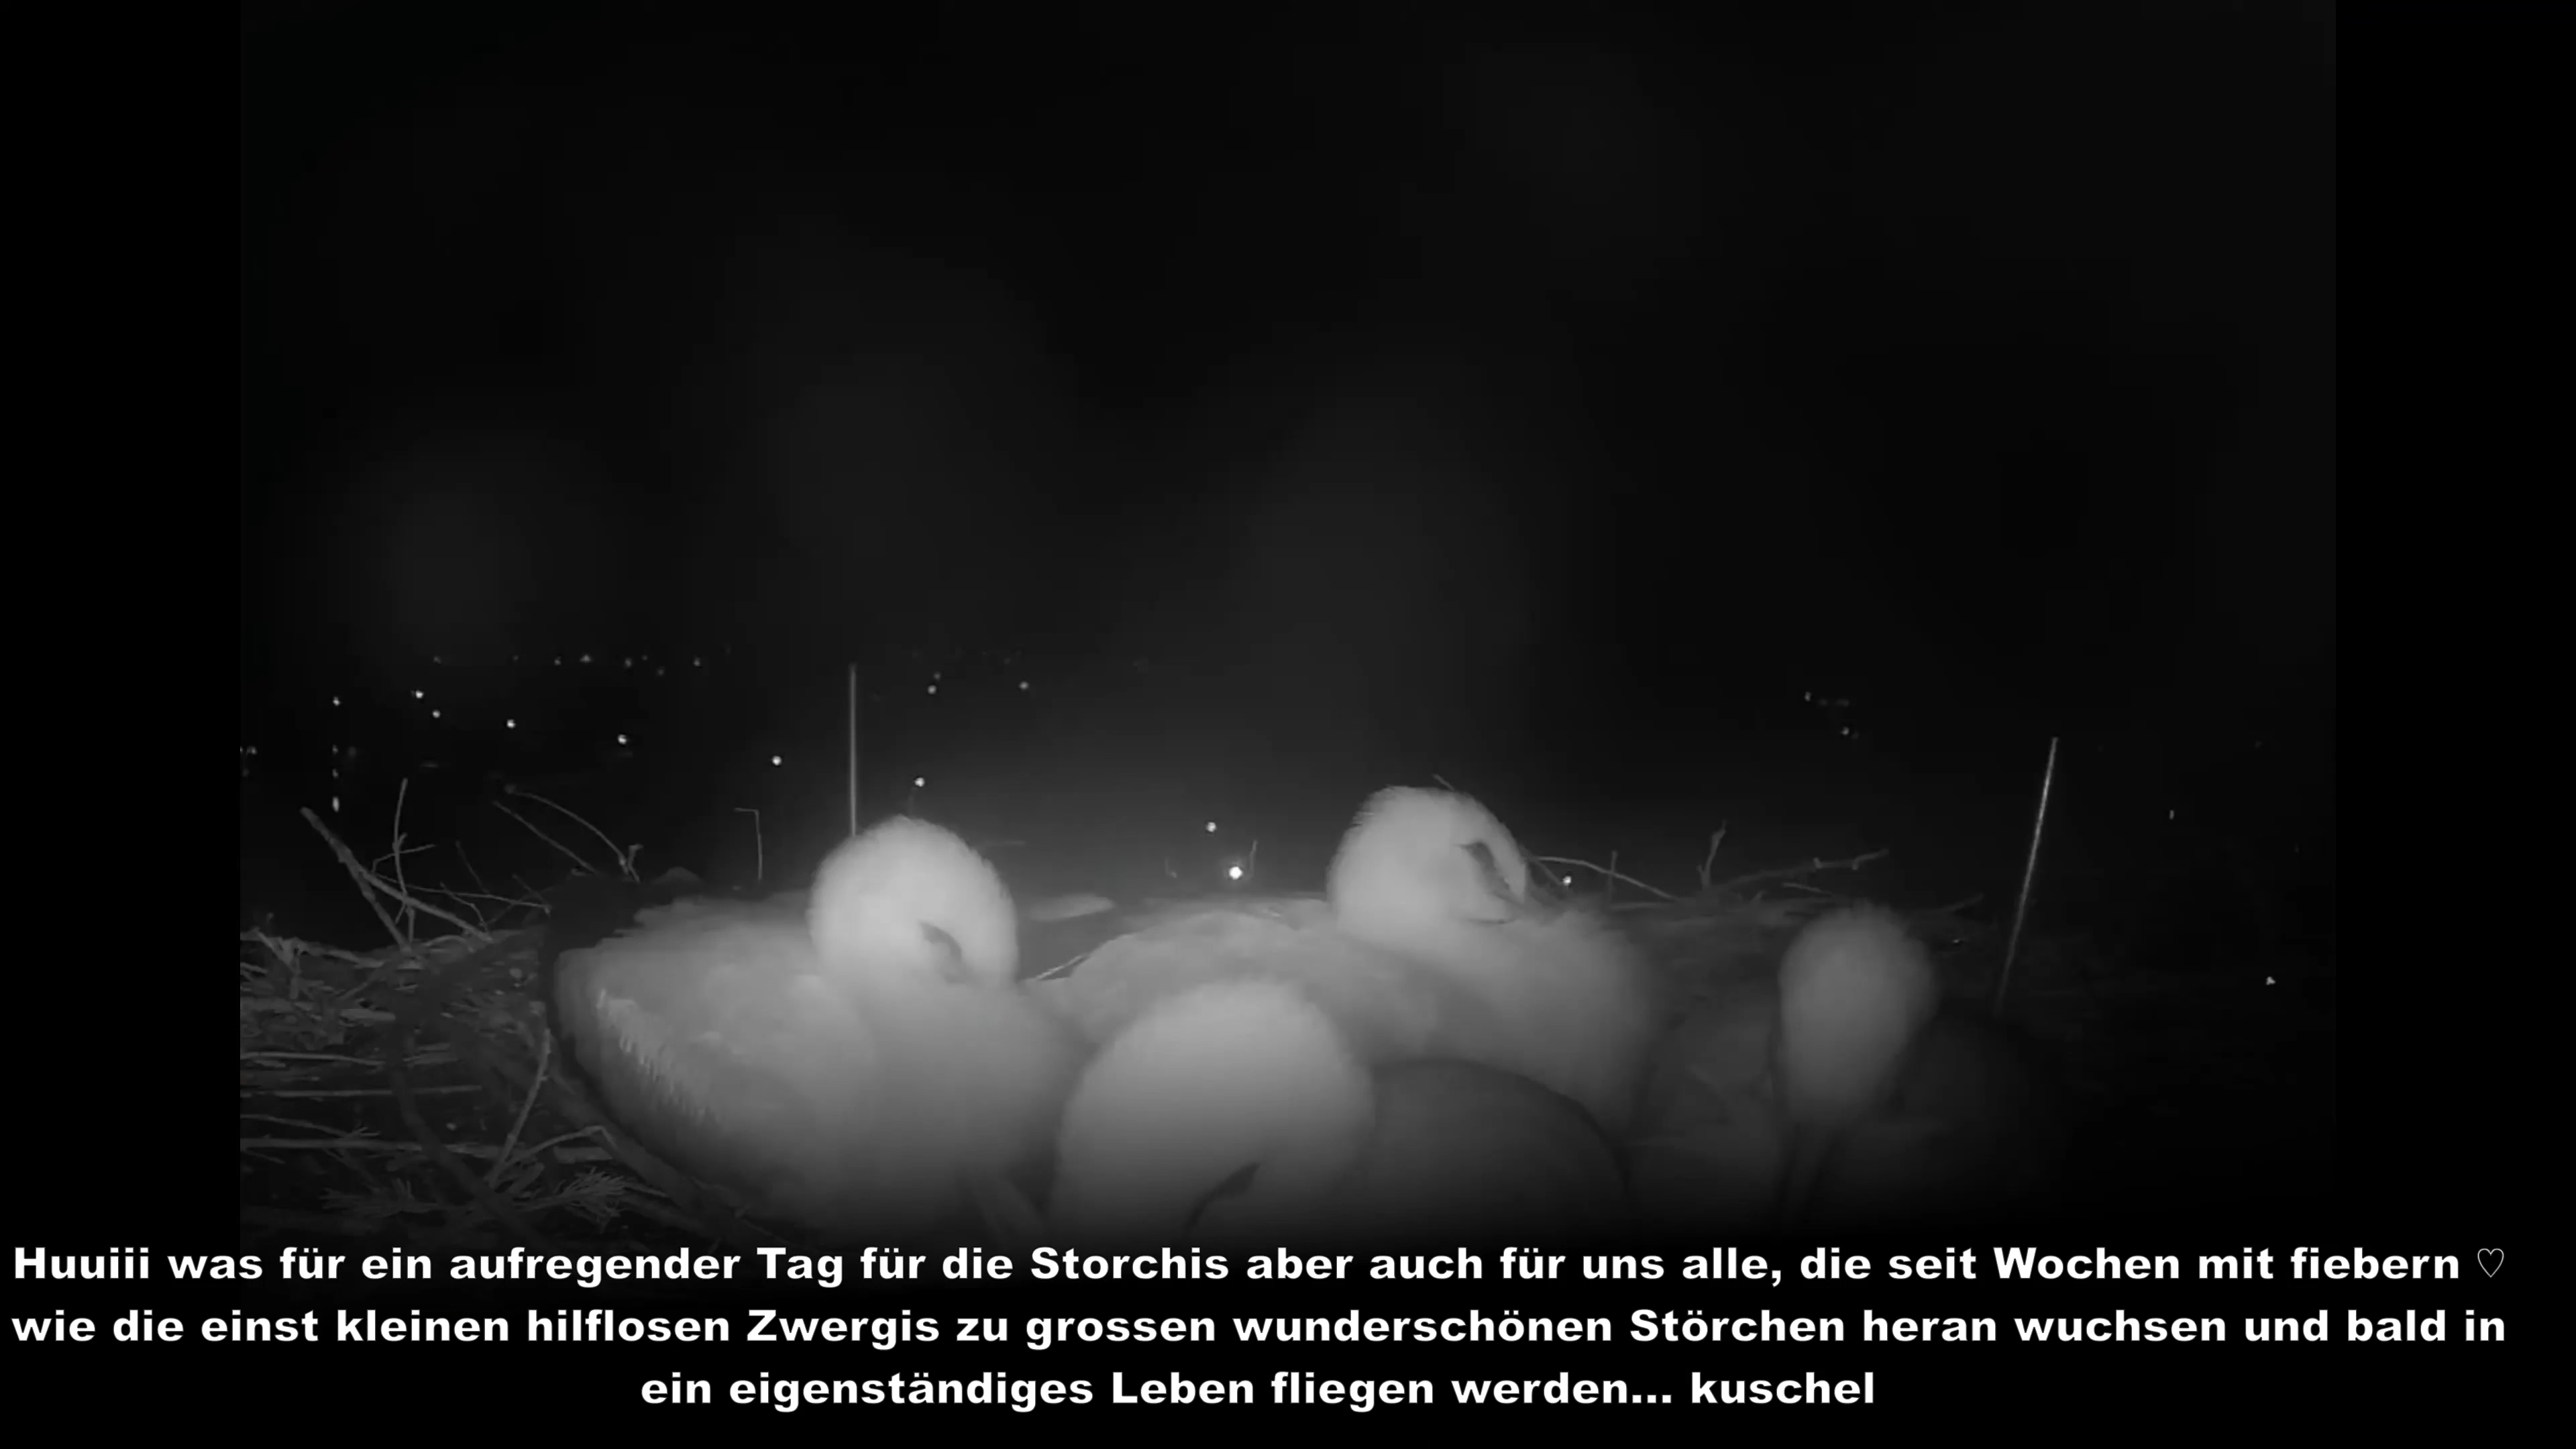 Huuiii was für ein aufregender Tag für die Storchis aber auch für uns alle, die seit Wochen mit fiebern ♡
wie die einst kleinen hilflosen Zwergis zu grossen wunderschönen Störchen heran wuchsen und bald in
ein eigenständiges Leben fliegen werden... kuschel